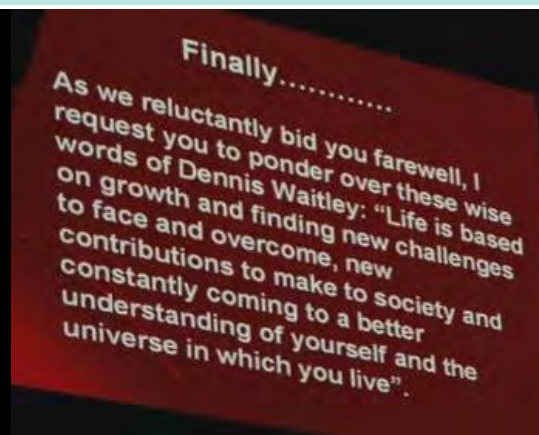 Finally............
As we reluctantly bid you farewell, I
request you to ponder over these wise
words of Dennis Waitley: “Life is based
on growth and finding new challenges
to face and overcome, new
contributions to make to society and
constantly coming to a better
understanding of yourself and the
universe in which you live”.